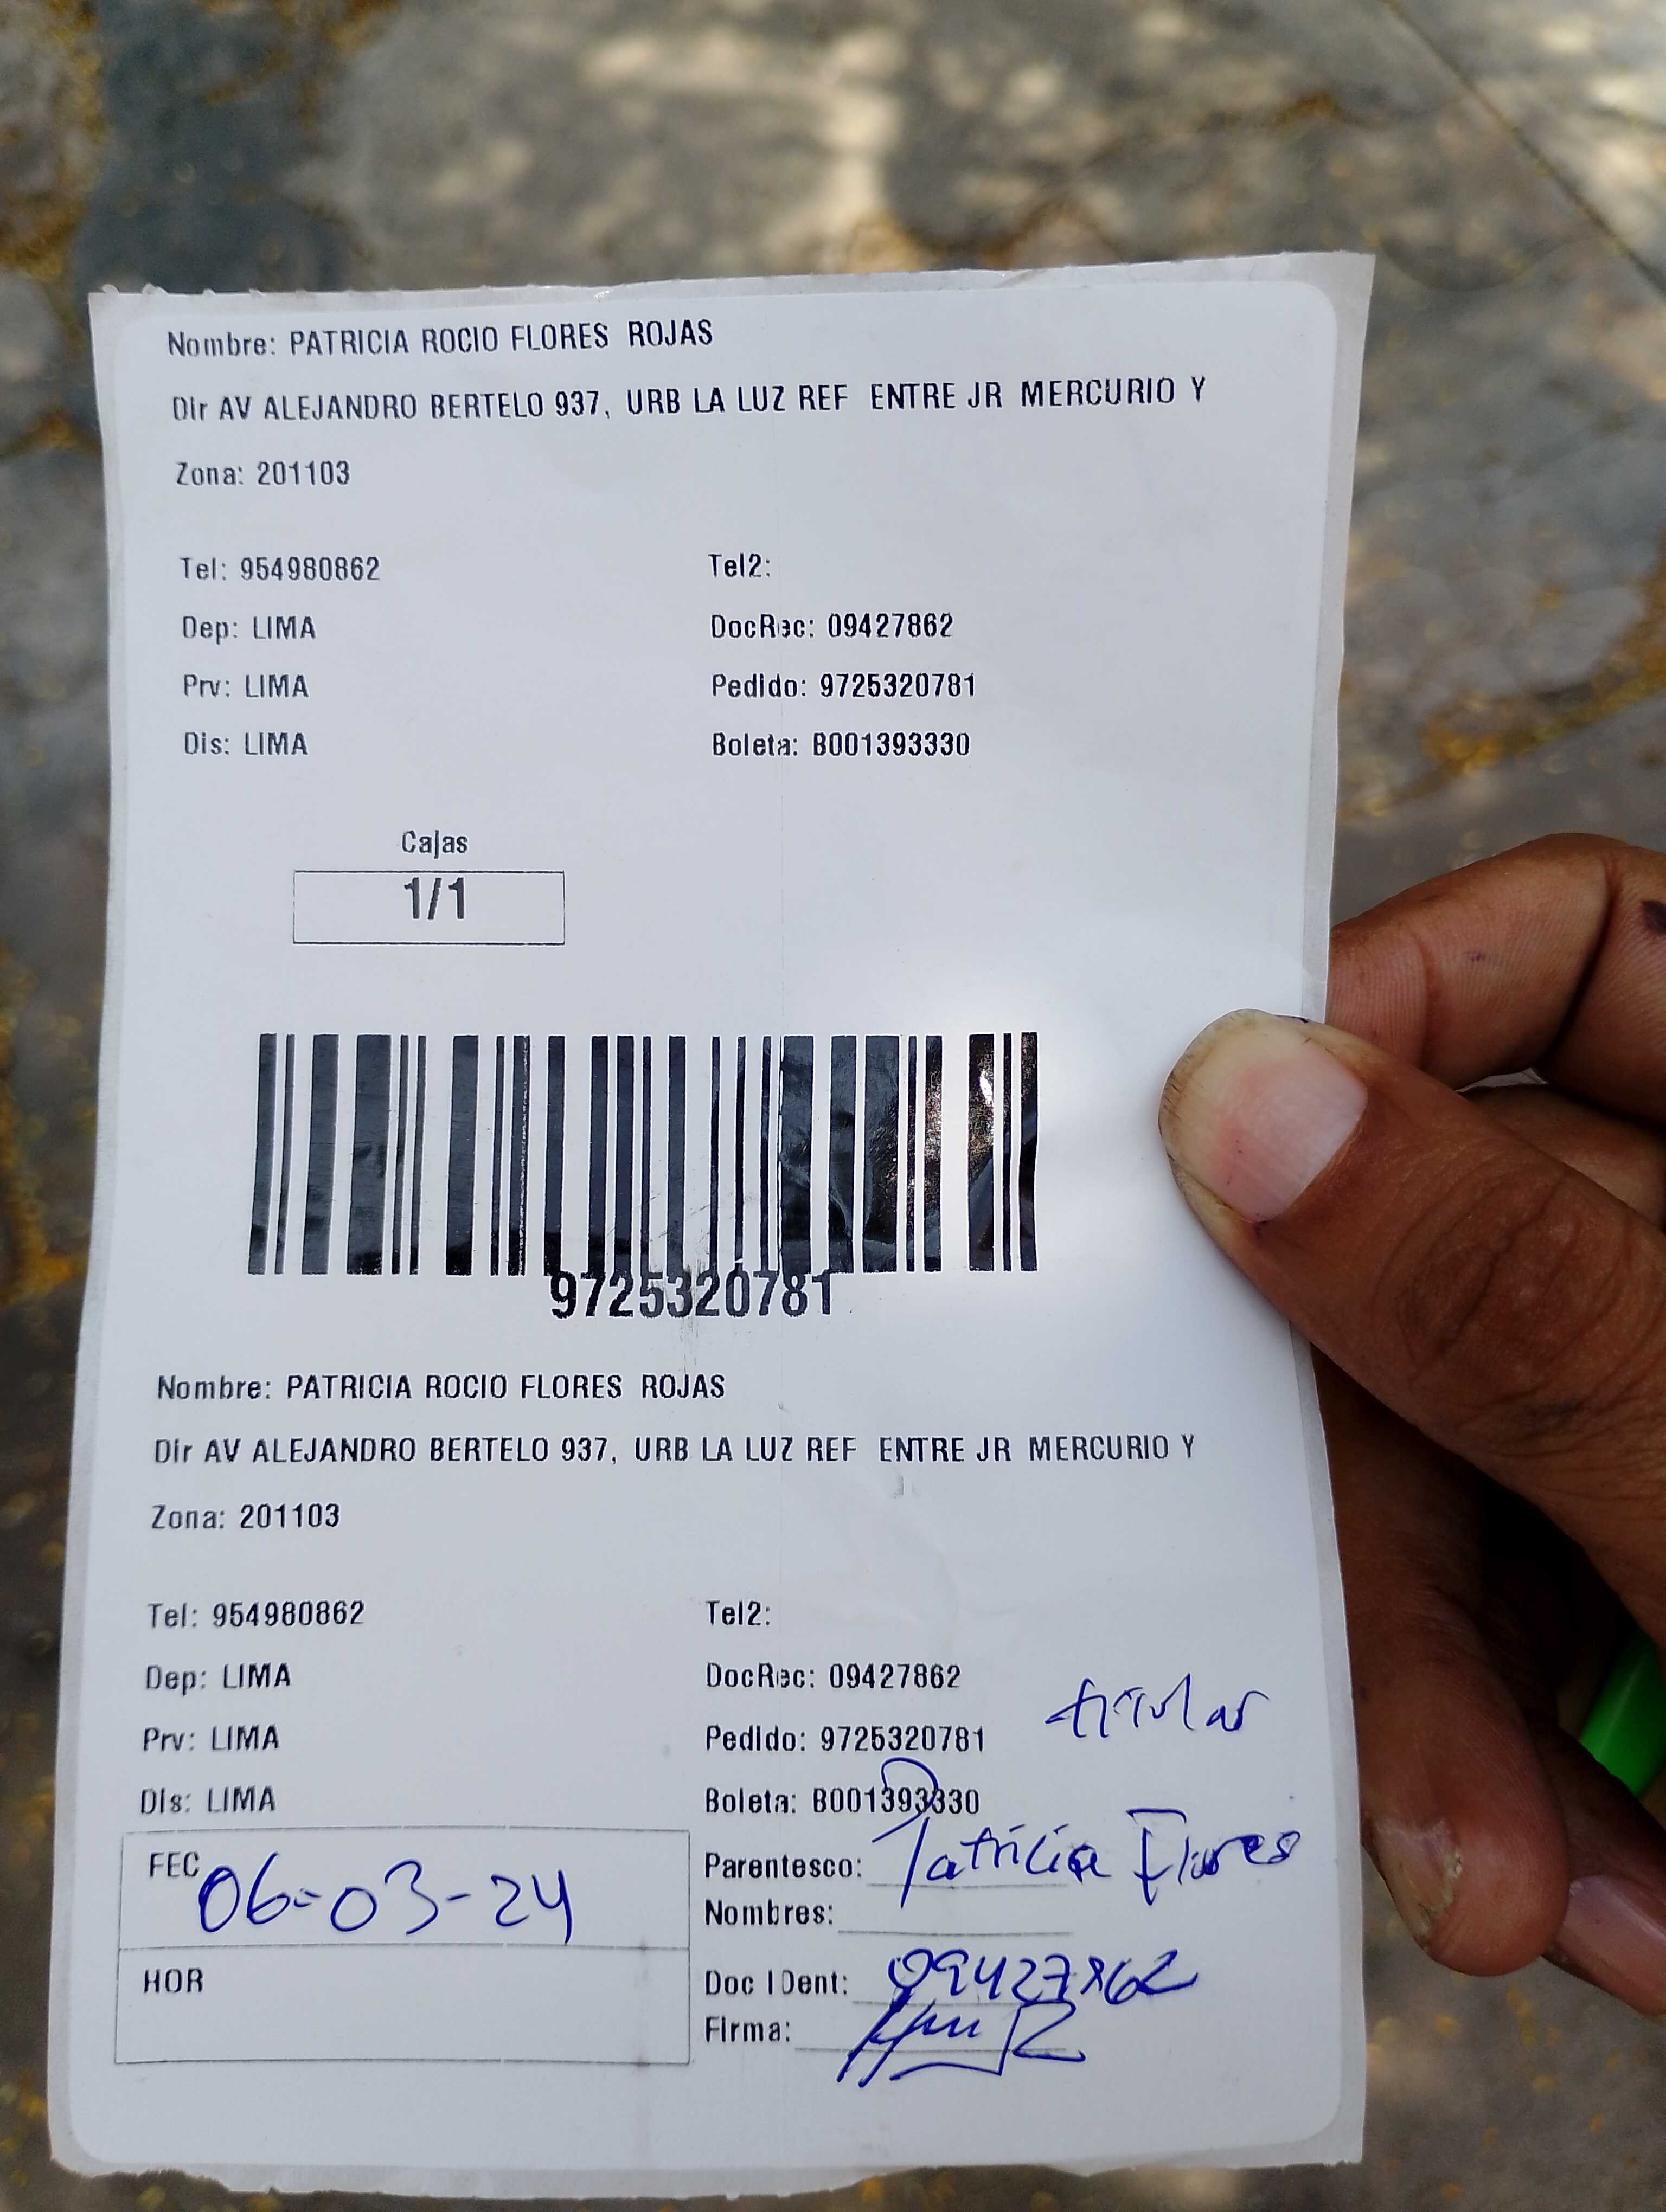 Nombre: PATRICIA ROCIO FLORES ROJAS
Dir AV ALEJANDRO BERTELO 937, URB LA LUZ REF ENTRE JR MERCURIO Y
Zona: 201103
Tel: 954980862 Tel2:
Dep: LIMA DocRec: 09427862
Prv: LIMA Pedido: 9725320781
Dis: LIMA Boleta: B001393330
Cajas
1/1
9725320781
Nombre: PATRICIA ROCIO FLORES ROJAS
Dir AV ALEJANDRO BERTELO 937, URB LA LUZ REF ENTRE JR MERCURIO Y
Zona: 201103
Tel: 954980862 Tel2:
Dep: LIMA DocRec: 09427862
titular
Prv: LIMA Pedido: 9725320781
Dis: LIMA Boleta: B001393330
FEC 06-03-24 Parentesco: Patricia Flores
Nombres:
HOR Doc IDent: 09427862
Firma: